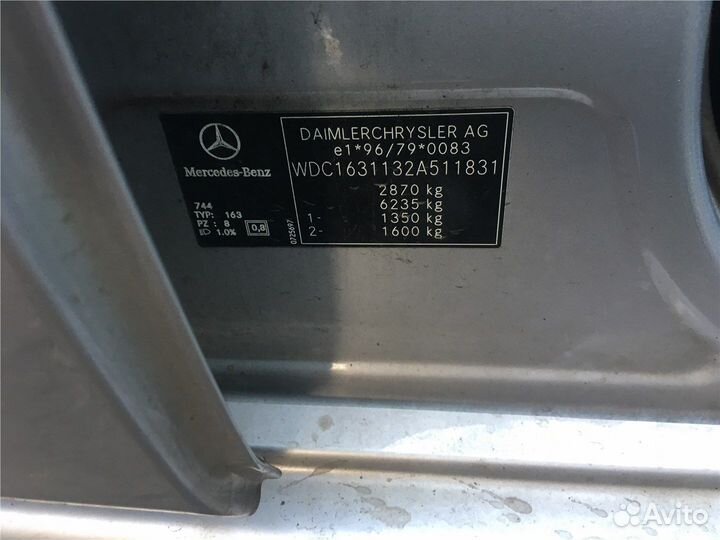 Mercedes-Benz
744
TYP: 163
PZ : 8
1.0% 0,8
0725697
DAIMLERCHRYSLER AG
e1*96/79*0083
WDC1631132A511831
2870 kg
6235 kg
1- 1350 kg
2- 1600 kg
Avito